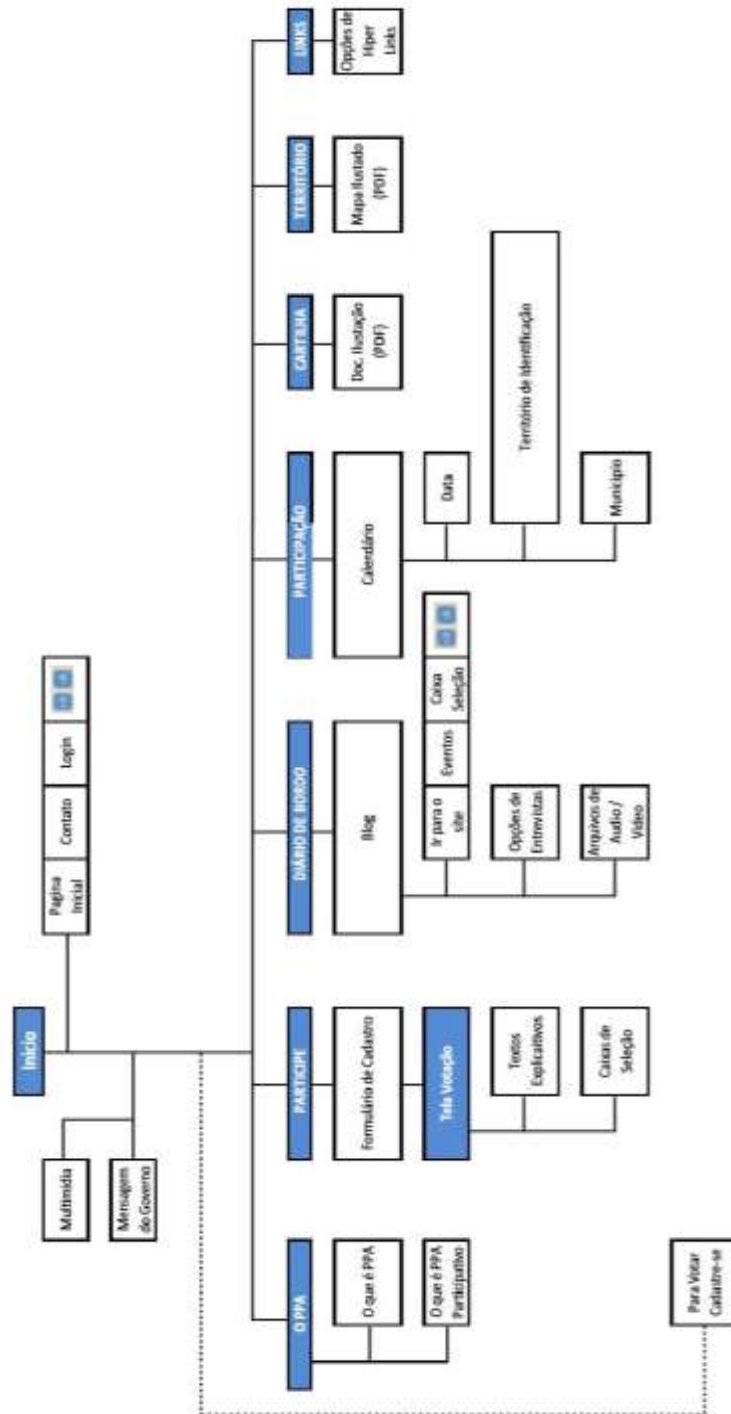 Início
Multimídia
Mensagem
do Governo
Pagina
Inicial
Contato
Login
O PPA
O que é PPA
O que é PPA
Participativo
PARTICIPE
Formulário de Cadastro
Tela Votação
Textos
Explicativos
Caixas de
Seleção
DIÁRIO DE BORDO
Blog
Ir para o
site
Eventos
Caixa
Seleção
Opções de
Entrevistas
Arquivos de
Audio /
Vídeo
PARTICIPAÇÃO
Calendário
Data
Território de Identificação
Município
CARTILHA
Doc. Ilustação
(PDF)
TERRITÓRIO
Mapa Ilustado
(PDF)
LINKS
Opções de
Hiper
Links
Para Votar
Cadastre-se